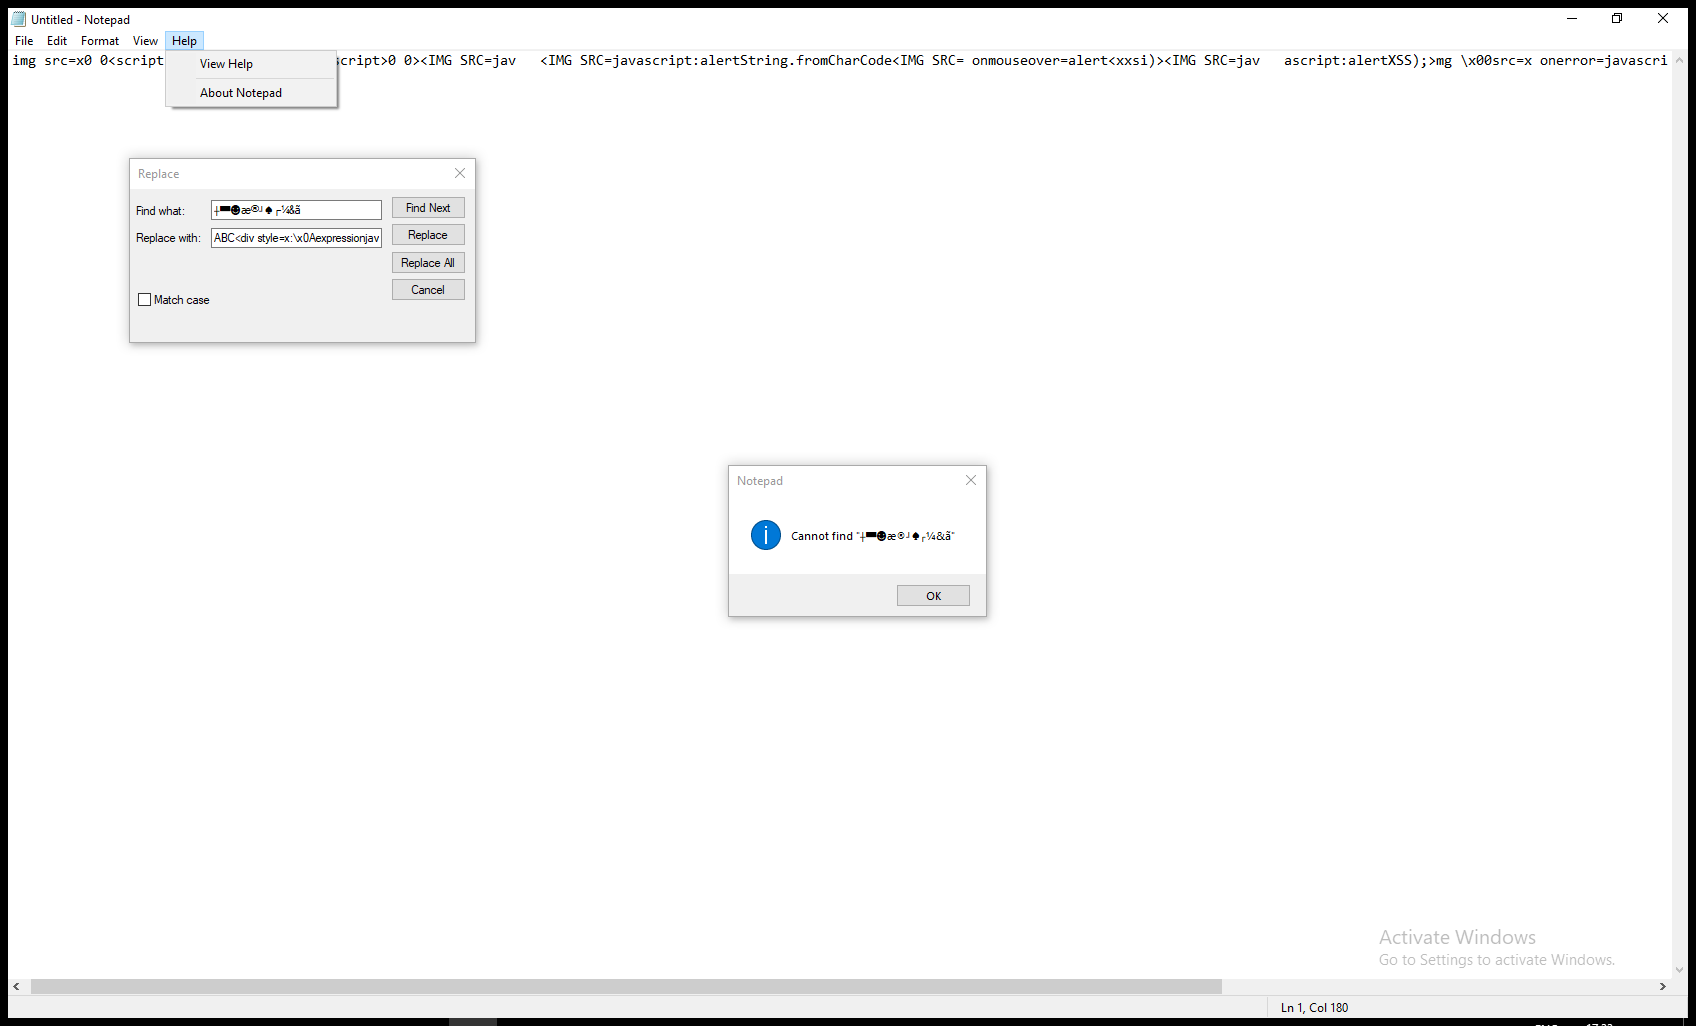 Untitled - Notepad
File Edit Format View Help
img src=x0 0<script
cript>0 0><IMG SRC=jav   <IMG SRC=javascript:alertString.fromCharCode<IMG SRC= onmouseover=alert<xxsi)><IMG SRC=jav   ascript:alertXSS);>mg \x00src=x onerror=javascri
View Help
About Notepad
Replace
Find what: ┼▀☻æ®┘♠┌¼&ã
Find Next
Replace with: ABC<div style=x:\x0Aexpressionjav
Replace
Replace All
Cancel
Match case
Notepad
Cannot find "┼▀☻æ®┘♠┌¼&ã"
OK
Activate Windows
Go to Settings to activate Windows.
Ln 1, Col 180